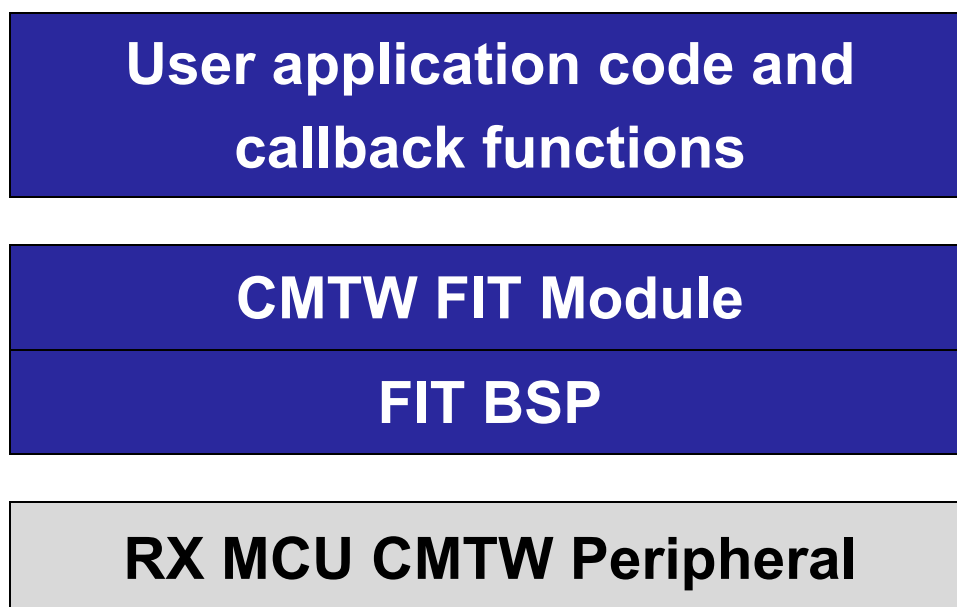 User application code and
callback functions
CMTW FIT Module
FIT BSP
RX MCU CMTW Peripheral